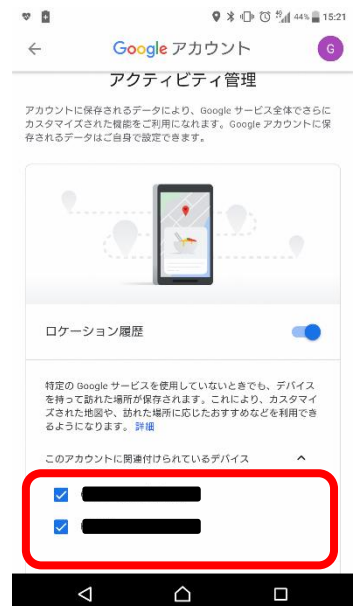 44% 15:21
Google アカウント
G
アクティビティ管理
アカウントに保存されるデータにより、Google サービス全体でさらに
カスタマイズされた機能をご利用になれます。Google アカウントに保
存されるデータはご自身で設定できます。
ロケーション履歴
特定の Google サービスを使用していないときでも、デバイス
を持って訪れた場所が保存されます。これにより、カスタマイ
ズされた地図や、訪れた場所に応じたおすすめなどを利用でき
るようになります。 詳細
このアカウントに関連付けられているデバイス